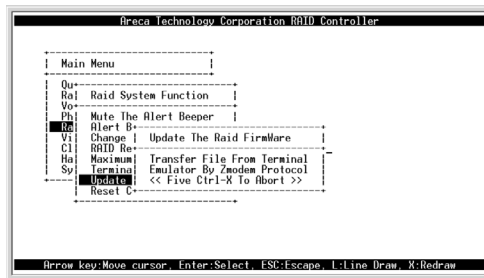 Areca Technology Corporation RAID Controller
Main Menu
Qu
Ra Raid System Function
Vo
Ph Mute The Alert Beeper
Ra Alert B
Vi Change Update The Raid FirmWare
Cl RAID Re
Ha Maximum Transfer File From Terminal
Sy Termina Emulator By Zmodem Protocol
Update << Five Ctrl-X To Abort >>
Reset C
Arrow key:Move cursor, Enter:Select, ESC:Escape, L:Line Draw, X:Redraw